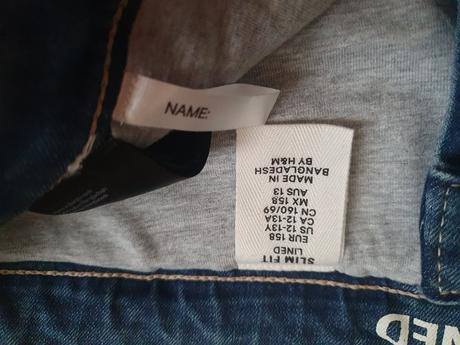 NAME:
SLIM FIT
LINED
EUR 158
US 12-13Y
CA 12-13A
CN 160/69
MX 158
AUS 13
MADE IN
BANGLADESH
BY H&M
NED